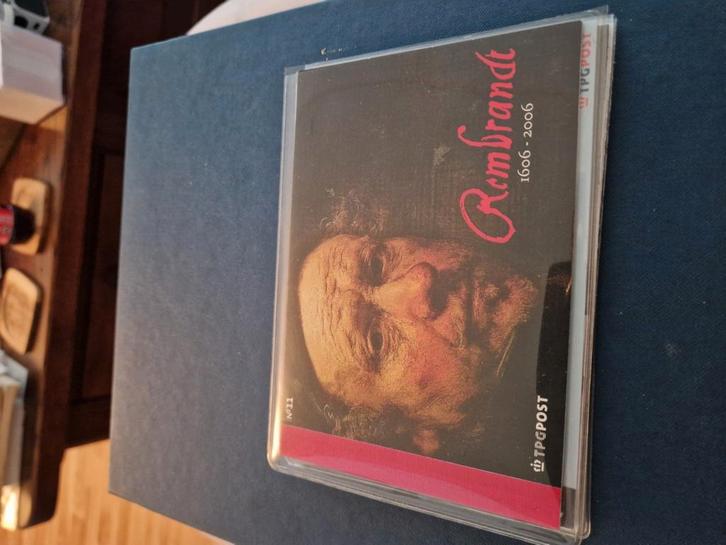 Nº11
Rembrandt
1606 - 2006
TPGPOST
TPGPOST